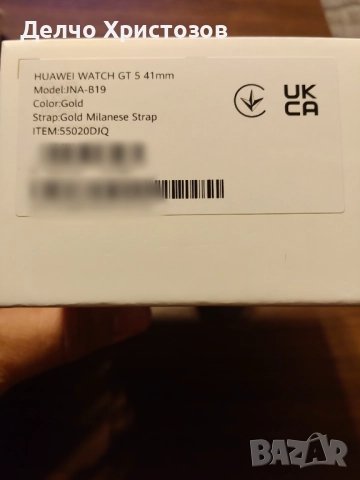 Делчо Христозов
HUAWEI WATCH GT 5 41mm
Model:JNA-B19
Color:Gold
Strap:Gold Milanese Strap
ITEM:55020DJQ
UK
CA
BAZAR